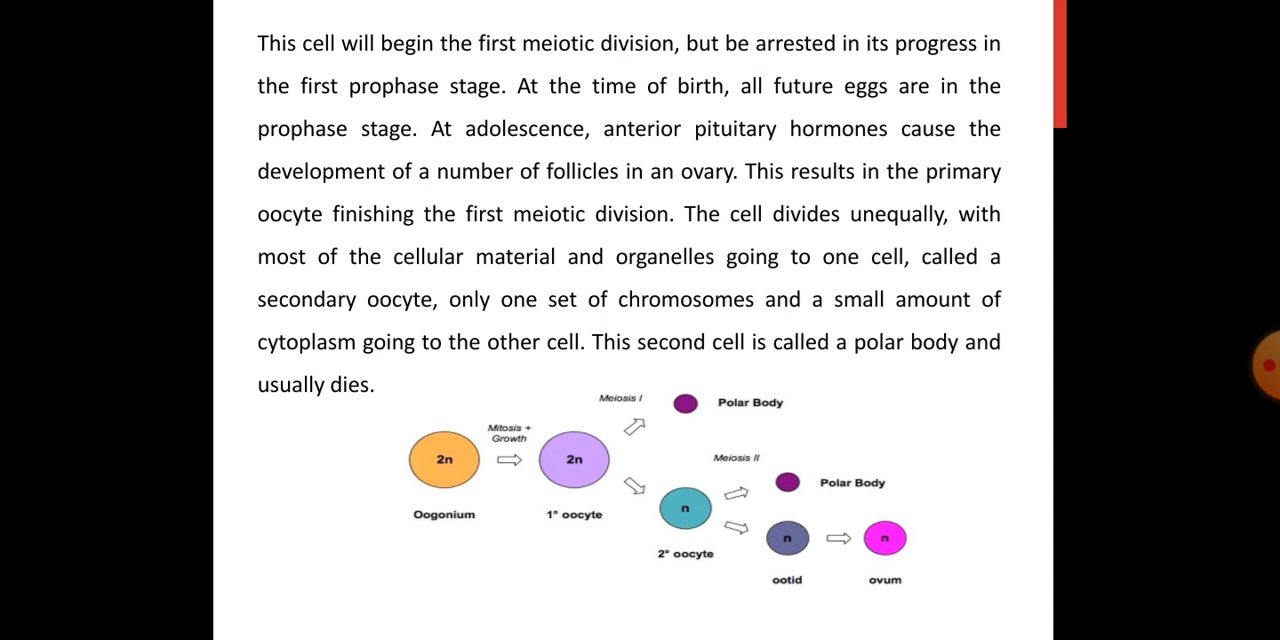 This cell will begin the first meiotic division, but be arrested in its progress in
the first prophase stage. At the time of birth, all future eggs are in the
prophase stage. At adolescence, anterior pituitary hormones cause the
development of a number of follicles in an ovary. This results in the primary
oocyte finishing the first meiotic division. The cell divides unequally, with
most of the cellular material and organelles going to one cell, called a
secondary oocyte, only one set of chromosomes and a small amount of
cytoplasm going to the other cell. This second cell is called a polar body and
usually dies.
Meiosis I
Polar Body
Mitosis +
Growth
2n
2n
Meiosis II
Polar Body
Oogonium
1° oocyte
n
2° oocyte
n
n
ootid
ovum